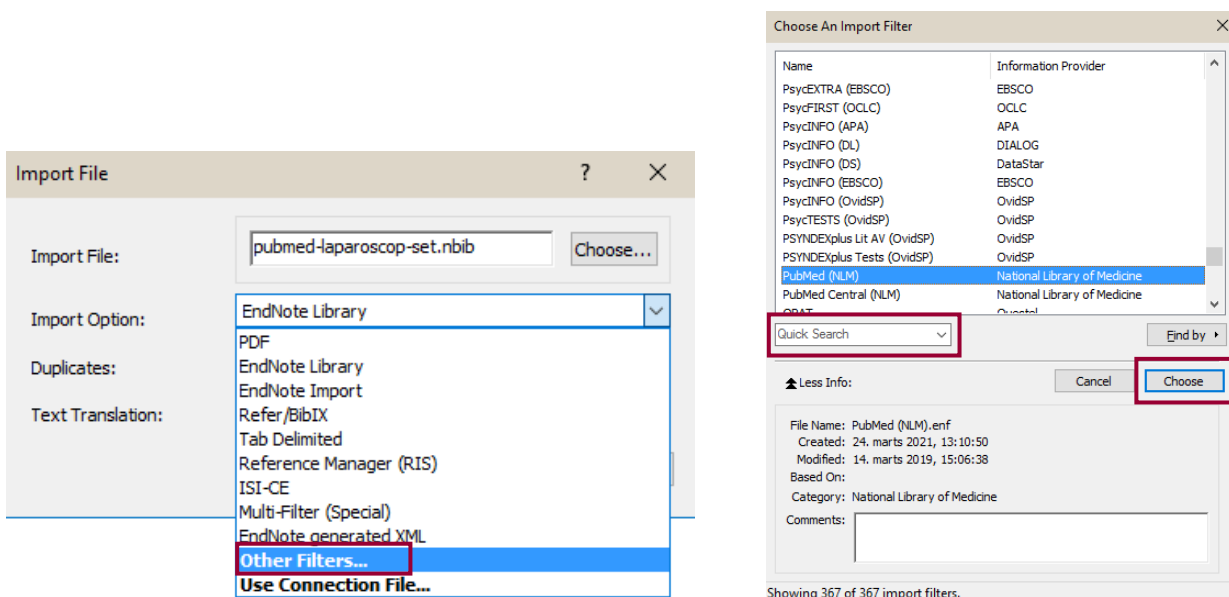 Import File ?
Import File: pubmed-laparoscop-set.nbib Choose...
Import Option: EndNote Library
PDF
Duplicates: EndNote Library
EndNote Import
Text Translation: Refer/BibIX
Tab Delimited
Reference Manager (RIS)
ISI-CE
Multi-Filter (Special)
EndNote generated XML
Other Filters...
Use Connection File...
Choose An Import Filter
Name Information Provider
PsycEXTRA (EBSCO) EBSCO
PsycFIRST (OCLC) OCLC
PsycINFO (APA) APA
PsycINFO (DL) DIALOG
PsycINFO (DS) DataStar
PsycINFO (EBSCO) EBSCO
PsycINFO (OvidSP) OvidSP
PsycTESTS (OvidSP) OvidSP
PSYNDEXplus Lit AV (OvidSP) OvidSP
PSYNDEXplus Tests (OvidSP) OvidSP
PubMed (NLM) National Library of Medicine
PubMed Central (NLM) National Library of Medicine
Quick Search Find by
Less Info: Cancel Choose
File Name: PubMed (NLM).enf
Created: 24. marts 2021, 13:10:50
Modified: 14. marts 2019, 15:06:38
Based On:
Category: National Library of Medicine
Comments:
Showing 367 of 367 import filters.